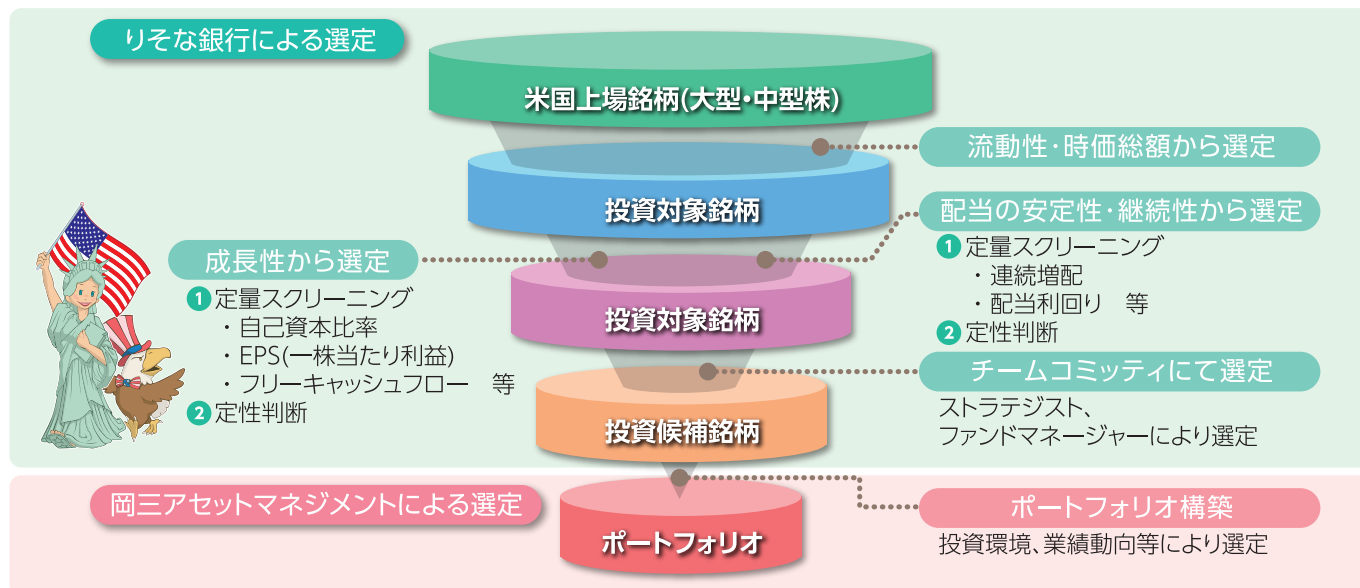 りそな銀行による選定
米国上場銘柄(大型・中型株)
流動性・時価総額から選定
投資対象銘柄
配当の安定性・継続性から選定
1 定量スクリーニング
・連続増配
・配当利回り 等
2 定性判断
成長性から選定
1 定量スクリーニング
・自己資本比率
・EPS(一株当たり利益)
・フリーキャッシュフロー 等
2 定性判断
投資対象銘柄
チームコミッティにて選定
ストラテジスト、
ファンドマネージャーにより選定
投資候補銘柄
岡三アセットマネジメントによる選定
ポートフォリオ構築
投資環境、業績動向等により選定
ポートフォリオ